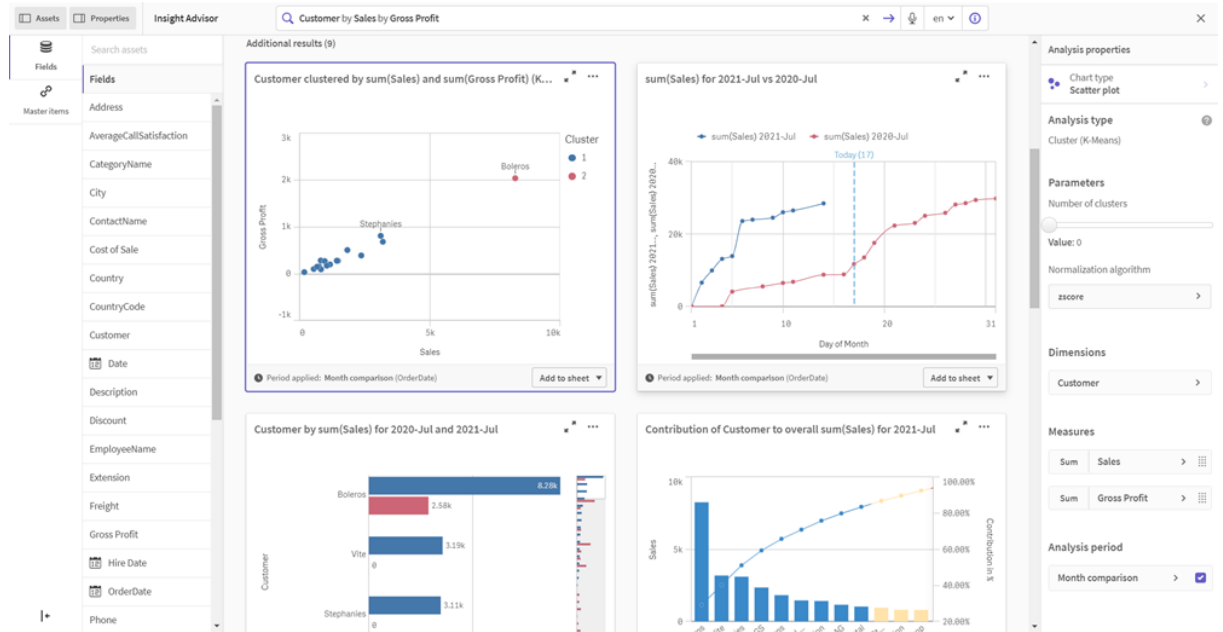 Assets
Properties
Insight Advisor
Customer by Sales by Gross Profit
en
Fields
Master items
Search assets
Fields
Address
AverageCallSatisfaction
CategoryName
City
ContactName
Cost of Sale
Country
CountryCode
Customer
Date
Description
Discount
EmployeeName
Extension
Freight
Gross Profit
Hire Date
OrderDate
Phone
Additional results (9)
Customer clustered by sum(Sales) and sum(Gross Profit) (K...
3k
2k
1k
0
-1k
Gross Profit
Boleros
Stephanies
Cluster
1
2
0
5k
10k
Sales
Period applied: Month comparison (OrderDate)
Add to sheet
sum(Sales) for 2021-Jul vs 2020-Jul
sum(Sales) 2021-Jul
sum(Sales) 2020-Jul
Today (17)
sum(Sales) 2021..., sum(Sales) 2020...
40k
20k
0
1
10
20
31
Day of Month
Period applied: Month comparison (OrderDate)
Add to sheet
Customer by sum(Sales) for 2020-Jul and 2021-Jul
Customer
Boleros
8.28k
2.58k
Vite
3.19k
0
Stephanies
3.11k
0
Contribution of Customer to overall sum(Sales) for 2021-Jul
10k
5k
Sales
100.00%
80.00%
60.00%
40.00%
20.00%
Contribution in %
Analysis properties
Chart type
Scatter plot
Analysis type
Cluster (K-Means)
Parameters
Number of clusters
Value: 0
Normalization algorithm
zscore
Dimensions
Customer
Measures
Sum
Sales
Sum
Gross Profit
Analysis period
Month comparison